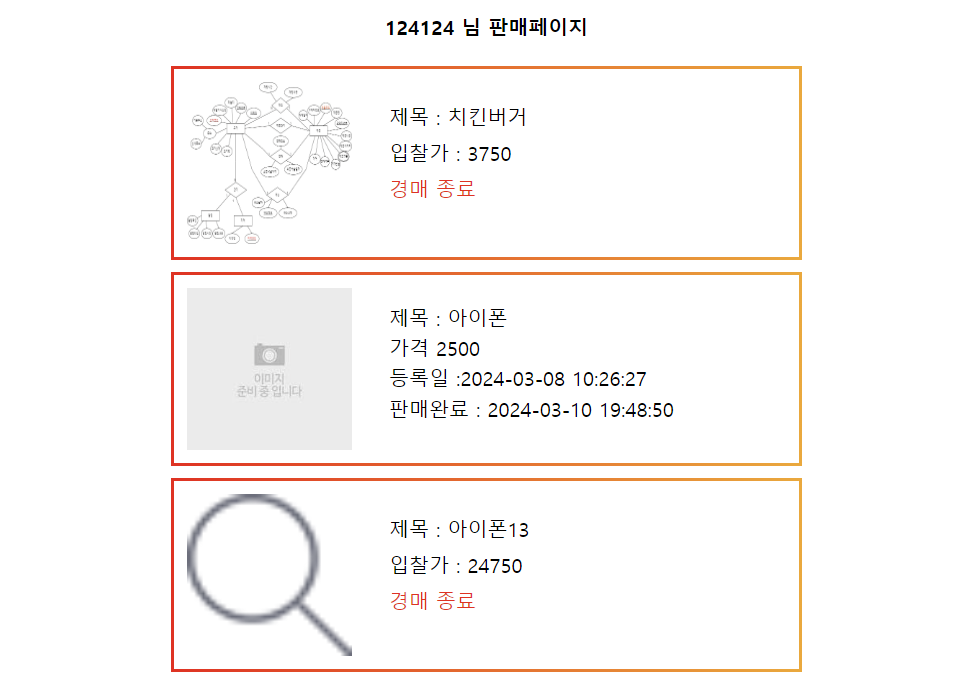 124124 님 판매페이지
제목 : 치킨버거
입찰가 : 3750
경매 종료
이미지
준비 중 입니다
제목 : 아이폰
가격 2500
등록일 :2024-03-08 10:26:27
판매완료 : 2024-03-10 19:48:50
제목 : 아이폰13
입찰가 : 24750
경매 종료